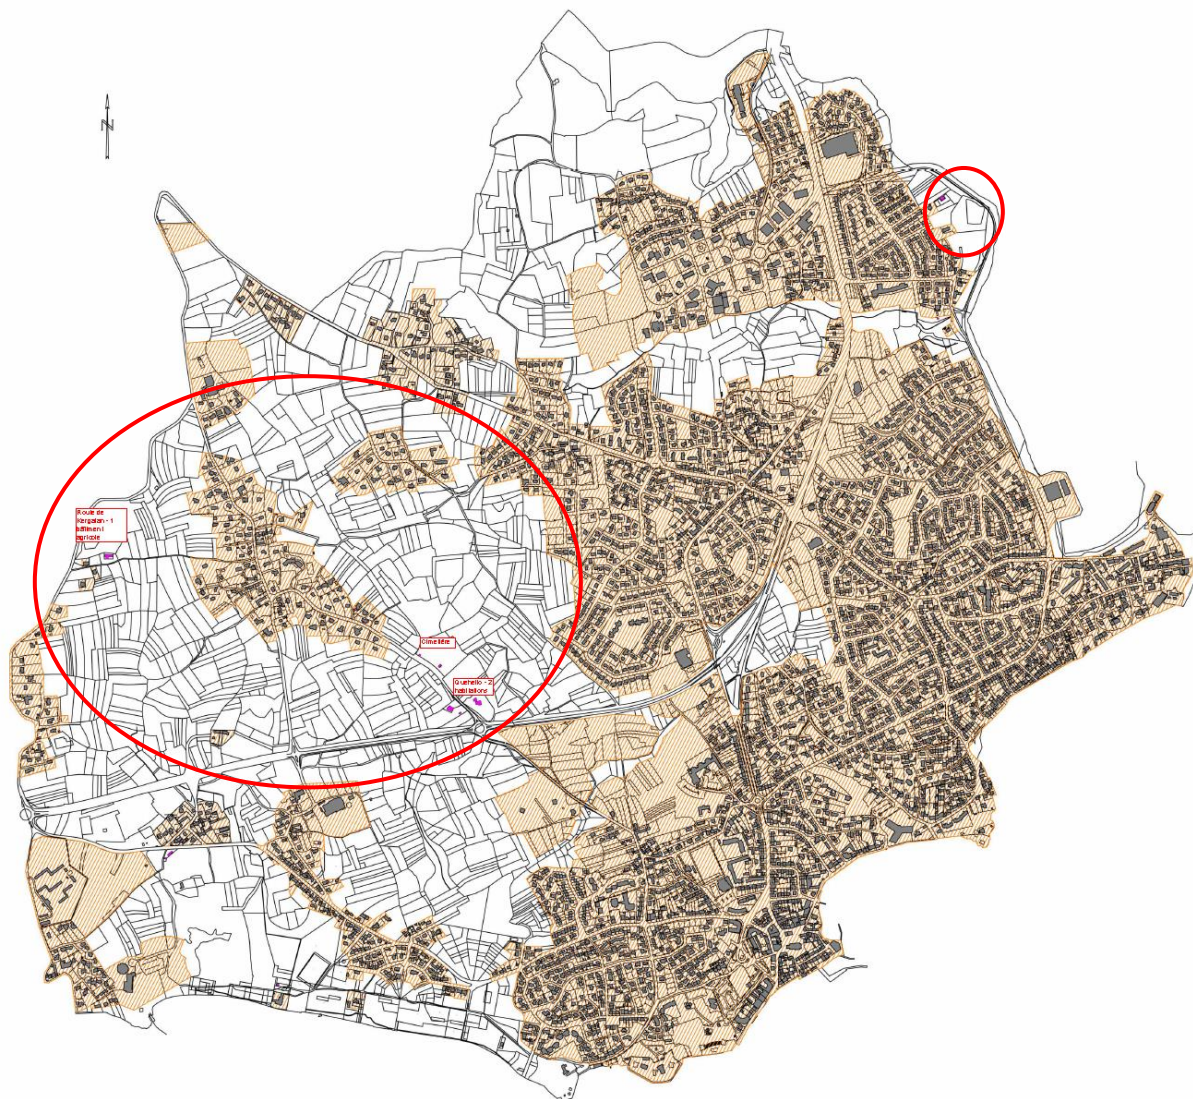 N
Route de
Kergalan - 1
bâtiment
agricole
Cimetière
Quehello - 2
habitations